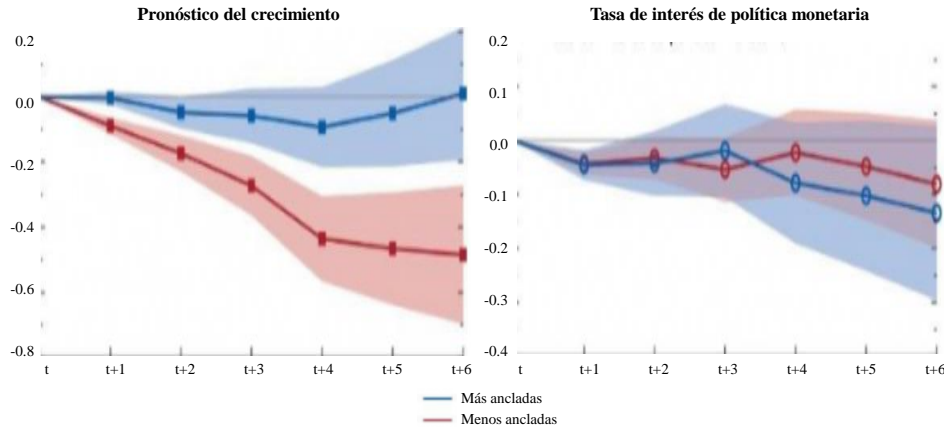 Pronóstico del crecimiento
0.2
0.0
-0.2
-0.4
-0.6
-0.8
t
t+1
t+2
t+3
t+4
t+5
t+6
Tasa de interés de política monetaria
0.2
0.1
0.0
-0.1
-0.2
-0.3
-0.4
t
t+1
t+2
t+3
t+4
t+5
t+6
Más ancladas
Menos ancladas